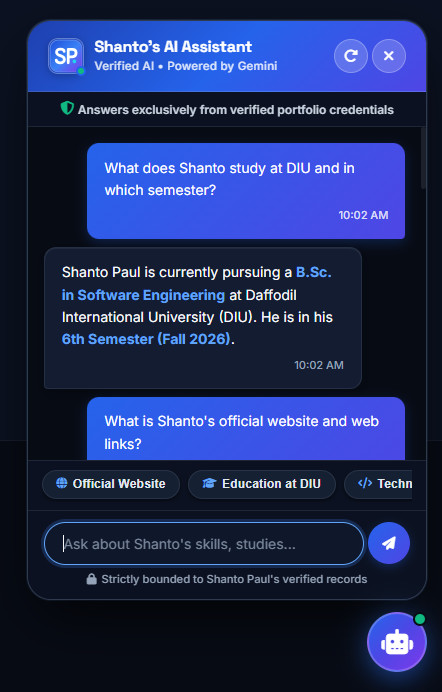 SP
Shanto's AI Assistant
Verified AI • Powered by Gemini
Answers exclusively from verified portfolio credentials
What does Shanto study at DIU and in
which semester?
10:02 AM
Shanto Paul is currently pursuing a B.Sc.
in Software Engineering at Daffodil
International University (DIU). He is in his
6th Semester (Fall 2026).
10:02 AM
What is Shanto's official website and web
links?
Official Website
Education at DIU
</> Techn
Ask about Shanto's skills, studies...
Strictly bounded to Shanto Paul's verified records